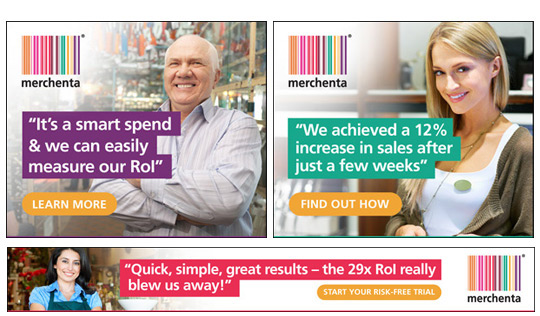 merchenta
“It’s a smart spend
& we can easily
measure our RoI”
LEARN MORE
merchenta
“We achieved a 12%
increase in sales after
just a few weeks”
FIND OUT HOW
“Quick, simple, great results – the 29x RoI really
blew us away!”
START YOUR RISK-FREE TRIAL
merchenta